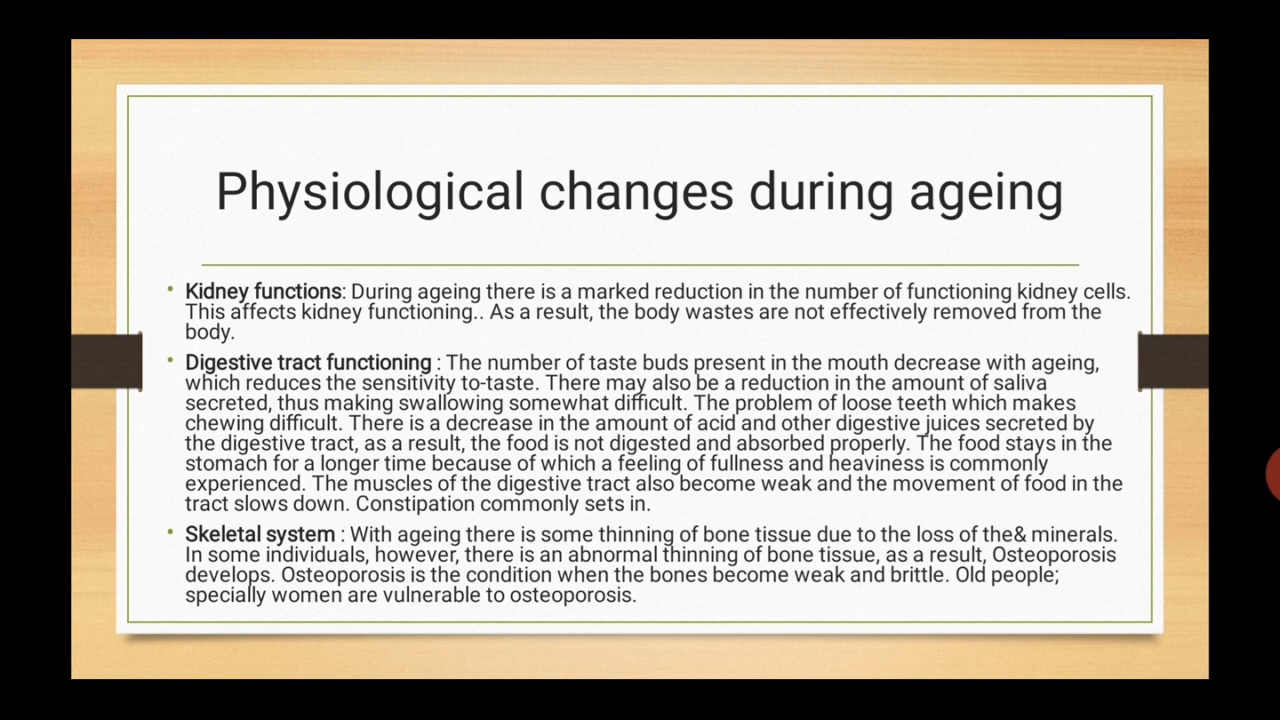 Physiological changes during ageing
• Kidney functions: During ageing there is a marked reduction in the number of functioning kidney cells.
This affects kidney functioning.. As a result, the body wastes are not effectively removed from the
body.
• Digestive tract functioning : The number of taste buds present in the mouth decrease with ageing,
which reduces the sensitivity to-taste. There may also be a reduction in the amount of saliva
secreted, thus making swallowing somewhat difficult. The problem of loose teeth which makes
chewing difficult. There is a decrease in the amount of acid and other digestive juices secreted by
the digestive tract, as a result, the food is not digested and absorbed properly. The food stays in the
stomach for a longer time because of which a feeling of fullness and heaviness is commonly
experienced. The muscles of the digestive tract also become weak and the movement of food in the
tract slows down. Constipation commonly sets in.
• Skeletal system : With ageing there is some thinning of bone tissue due to the loss of the& minerals.
In some individuals, however, there is an abnormal thinning of bone tissue, as a result, Osteoporosis
develops. Osteoporosis is the condition when the bones become weak and brittle. Old people;
specially women are vulnerable to osteoporosis.